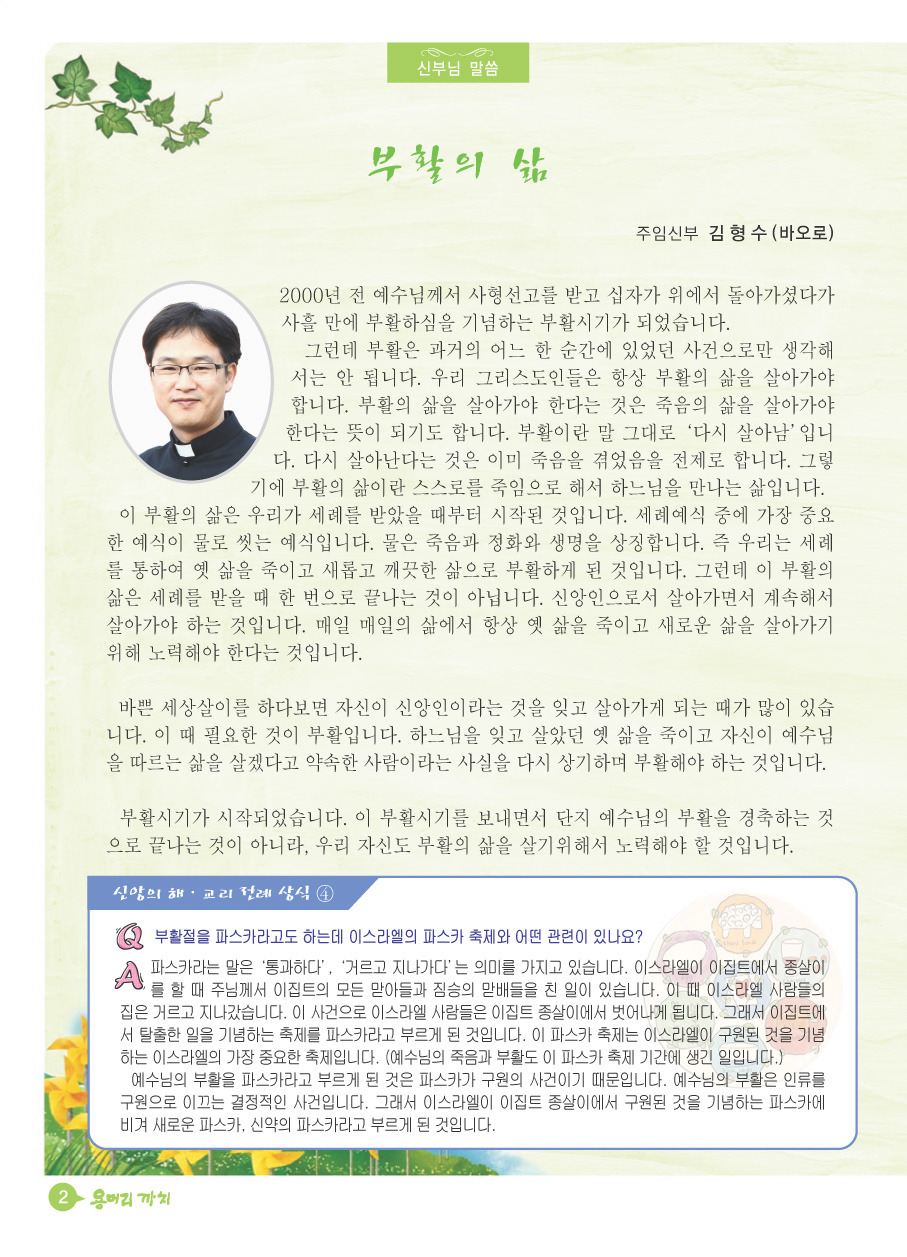 신부님 말씀
부활의 삶
주임신부 김형수(바오로)
2000년 전 예수님께서 사형선고를 받고 십자가 위에서 돌아가셨다가
사흘 만에 부활하심을 기념하는 부활시기가 되었습니다.
그런데 부활은 과거의 어느 한 순간에 있었던 사건으로만 생각해
서는 안 됩니다. 우리 그리스도인들은 항상 부활의 삶을 살아가야
합니다. 부활의 삶을 살아가야 한다는 것은 죽음의 삶을 살아가야
한다는 뜻이 되기도 합니다. 부활이란 말 그대로 ‘다시 살아남’입니
다. 다시 살아난다는 것은 이미 죽음을 겪었음을 전제로 합니다. 그렇
기에 부활의 삶이란 스스로를 죽임으로 해서 하느님을 만나는 삶입니다.
이 부활의 삶은 우리가 세례를 받았을 때부터 시작된 것입니다. 세례예식 중에 가장 중요
한 예식이 물로 씻는 예식입니다. 물은 죽음과 정화와 생명을 상징합니다. 즉 우리는 세례
를 통하여 옛 삶을 죽이고 새롭고 깨끗한 삶으로 부활하게 된 것입니다. 그런데 이 부활의
삶은 세례를 받을 때 한 번으로 끝나는 것이 아닙니다. 신앙인으로서 살아가면서 계속해서
살아가야 하는 것입니다. 매일 매일의 삶에서 항상 옛 삶을 죽이고 새로운 삶을 살아가기
위해 노력해야 한다는 것입니다.
바쁜 세상살이를 하다보면 자신이 신앙인이라는 것을 잊고 살아가게 되는 때가 많이 있습
니다. 이 때 필요한 것이 부활입니다. 하느님을 잊고 살았던 옛 삶을 죽이고 자신이 예수님
을 따르는 삶을 살겠다고 약속한 사람이라는 사실을 다시 상기하며 부활해야 하는 것입니다.
부활시기가 시작되었습니다. 이 부활시기를 보내면서 단지 예수님의 부활을 경축하는 것
으로 끝나는 것이 아니라, 우리 자신도 부활의 삶을 살기위해서 노력해야 할 것입니다.
신앙의 해 · 교리 전례 상식 ④
Q 부활절을 파스카라고도 하는데 이스라엘의 파스카 축제와 어떤 관련이 있나요?
A 파스카라는 말은 ‘통과하다’, ‘거르고 지나가다’는 의미를 가지고 있습니다. 이스라엘이 이집트에서 종살이
를 할 때 주님께서 이집트의 모든 맏아들과 짐승의 맏배들을 친 일이 있습니다. 이 때 이스라엘 사람들의
집은 거르고 지나갔습니다. 이 사건으로 이스라엘 사람들은 이집트 종살이에서 벗어나게 됩니다. 그래서 이집트에
서 탈출한 일을 기념하는 축제를 파스카라고 부르게 된 것입니다. 이 파스카 축제는 이스라엘이 구원된 것을 기념
하는 이스라엘의 가장 중요한 축제입니다. (예수님의 죽음과 부활도 이 파스카 축제 기간에 생긴 일입니다.)
예수님의 부활을 파스카라고 부르게 된 것은 파스카가 구원의 사건이기 때문입니다. 예수님의 부활은 인류를
구원으로 이끄는 결정적인 사건입니다. 그래서 이스라엘이 이집트 종살이에서 구원된 것을 기념하는 파스카에
비겨 새로운 파스카, 신약의 파스카라고 부르게 된 것입니다.
2 용머리 까치